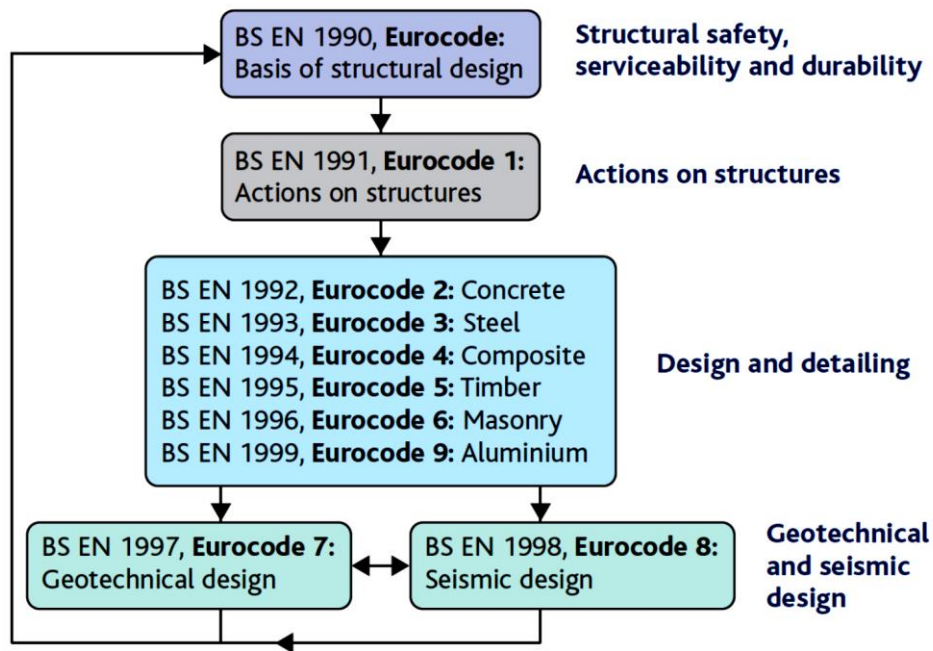 BS EN 1990, Eurocode:
Basis of structural design
Structural safety,
serviceability and durability
BS EN 1991, Eurocode 1:
Actions on structures
Actions on structures
BS EN 1992, Eurocode 2: Concrete
BS EN 1993, Eurocode 3: Steel
BS EN 1994, Eurocode 4: Composite
BS EN 1995, Eurocode 5: Timber
BS EN 1996, Eurocode 6: Masonry
BS EN 1999, Eurocode 9: Aluminium
Design and detailing
BS EN 1997, Eurocode 7:
Geotechnical design
BS EN 1998, Eurocode 8:
Seismic design
Geotechnical
and seismic
design